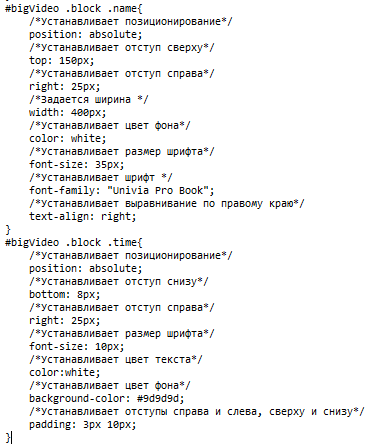 #bigVideo .block .name{
/*Устанавливает позиционирование*/
position: absolute;
/*Устанавливает отступ сверху*/
top: 150px;
/*Устанавливает отступ справа*/
right: 25px;
/*Задается ширина */
width: 400px;
/*Устанавливает цвет фона*/
color: white;
/*Устанавливает размер шрифта*/
font-size: 35px;
/*Устанавливает шрифт */
font-family: "Univia Pro Book";
/*Устанавливает выравнивание по правому краю*/
text-align: right;
}
#bigVideo .block .time{
/*Устанавливает позиционирование*/
position: absolute;
/*Устанавливает отступ снизу*/
bottom: 8px;
/*Устанавливает отступ справа*/
right: 25px;
/*Устанавливает размер шрифта*/
font-size: 10px;
/*Устанавливает цвет текста*/
color:white;
/*Устанавливает цвет фона*/
background-color: #9d9d9d;
/*Устанавливает отступы справа и слева, сверху и снизу*/
padding: 3px 10px;
}